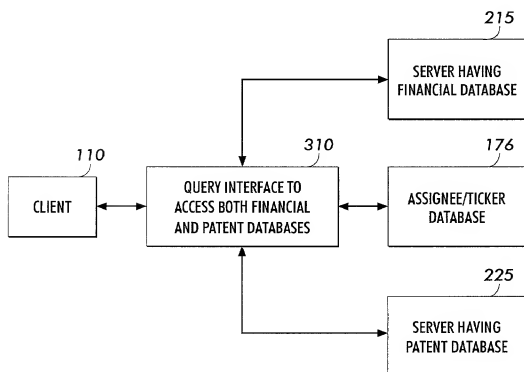 215
SERVER HAVING
FINANCIAL DATABASE
110
CLIENT
310
QUERY INTERFACE TO
ACCESS BOTH FINANCIAL
AND PATENT DATABASES
176
ASSIGNEE/TICKER
DATABASE
225
SERVER HAVING
PATENT DATABASE